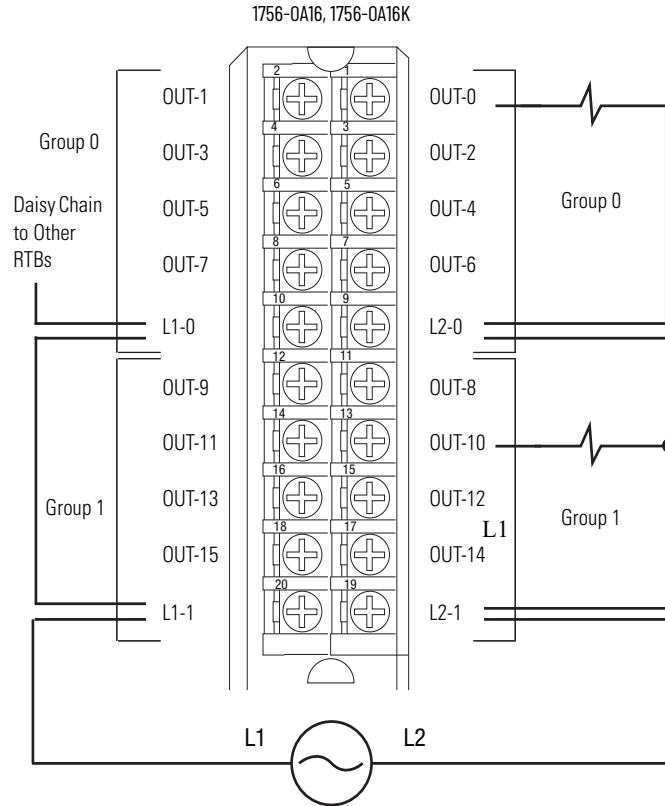 1756-OA16, 1756-OA16K
2 1
OUT-1 OUT-0
4 3
Group 0
OUT-3 OUT-2
6 5
Daisy Chain
to Other
RTBs
OUT-5 OUT-4
Group 0
8 7
OUT-7 OUT-6
10 9
L1-0 L2-0
12 11
OUT-9 OUT-8
14 13
OUT-11 OUT-10
16 15
Group 1
OUT-13 OUT-12
Group 1
18 17
L1
OUT-15 OUT-14
20 19
L1-1 L2-1
L1 L2